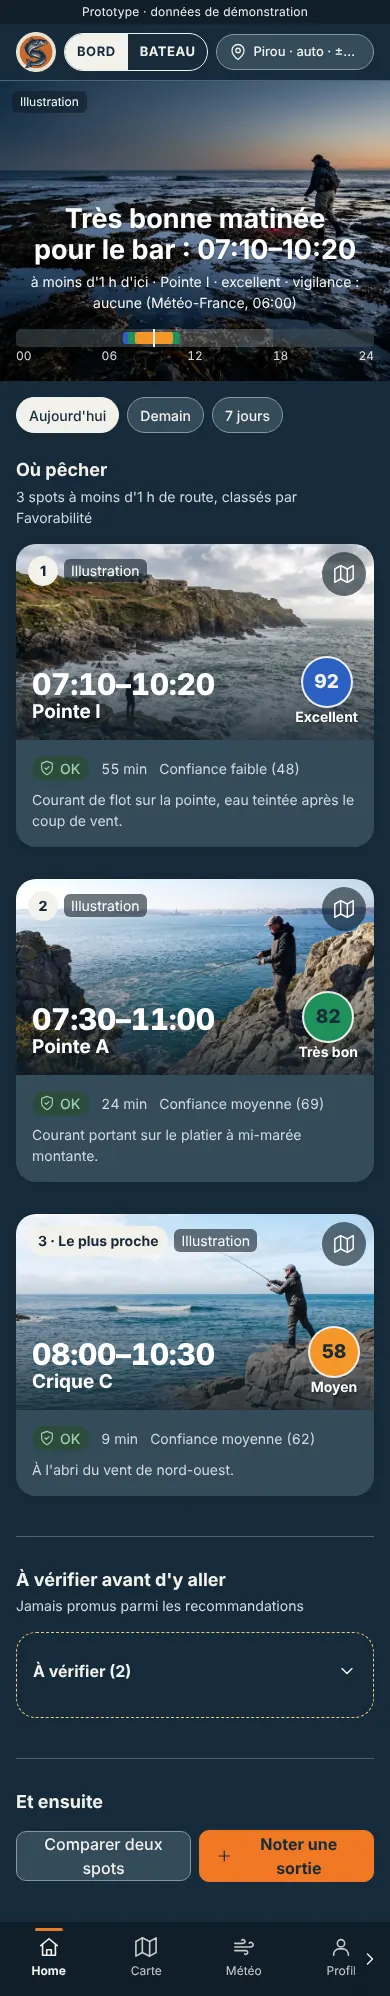 Prototype · données de démonstration
BORD
BATEAU
Pirou · auto · ±...
Illustration
Très bonne matinée
pour le bar : 07:10–10:20
à moins d'1 h d'ici · Pointe I · excellent · vigilance :
aucune (Météo-France, 06:00)
00 06 12 18 24
Aujourd'hui
Demain
7 jours
Où pêcher
3 spots à moins d'1 h de route, classés par
Favorabilité
1
Illustration
07:10–10:20
Pointe I
92
Excellent
OK 55 min Confiance faible (48)
Courant de flot sur la pointe, eau teintée après le
coup de vent.
2
Illustration
07:30–11:00
Pointe A
82
Très bon
OK 24 min Confiance moyenne (69)
Courant portant sur le platier à mi-marée
montante.
3 · Le plus proche
Illustration
08:00–10:30
Crique C
58
Moyen
OK 9 min Confiance moyenne (62)
À l'abri du vent de nord-ouest.
À vérifier avant d'y aller
Jamais promus parmi les recommandations
À vérifier (2)
Et ensuite
Comparer deux
spots
Noter une
sortie
Home
Carte
Météo
Profil